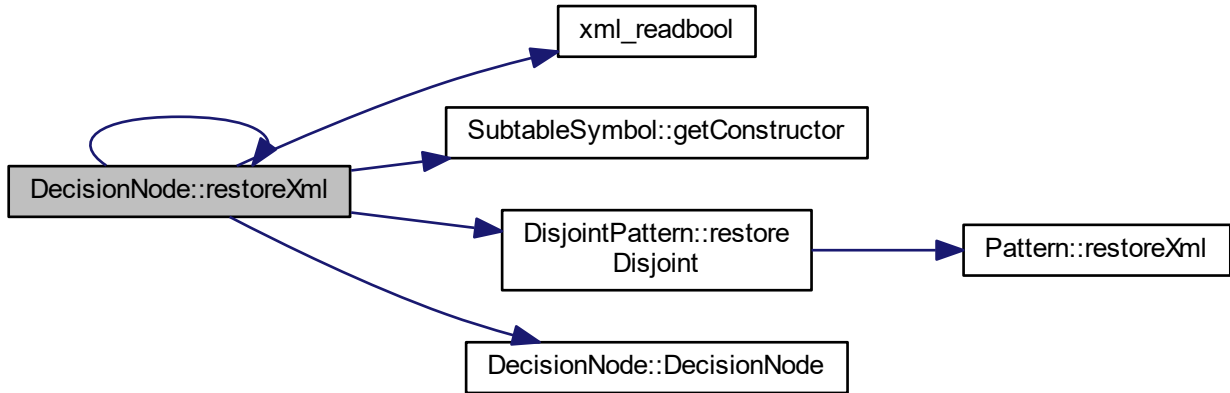 xml_readbool
SubtableSymbol::getConstructor
DecisionNode::restoreXml
DisjointPattern::restore
Disjoint
Pattern::restoreXml
DecisionNode::DecisionNode